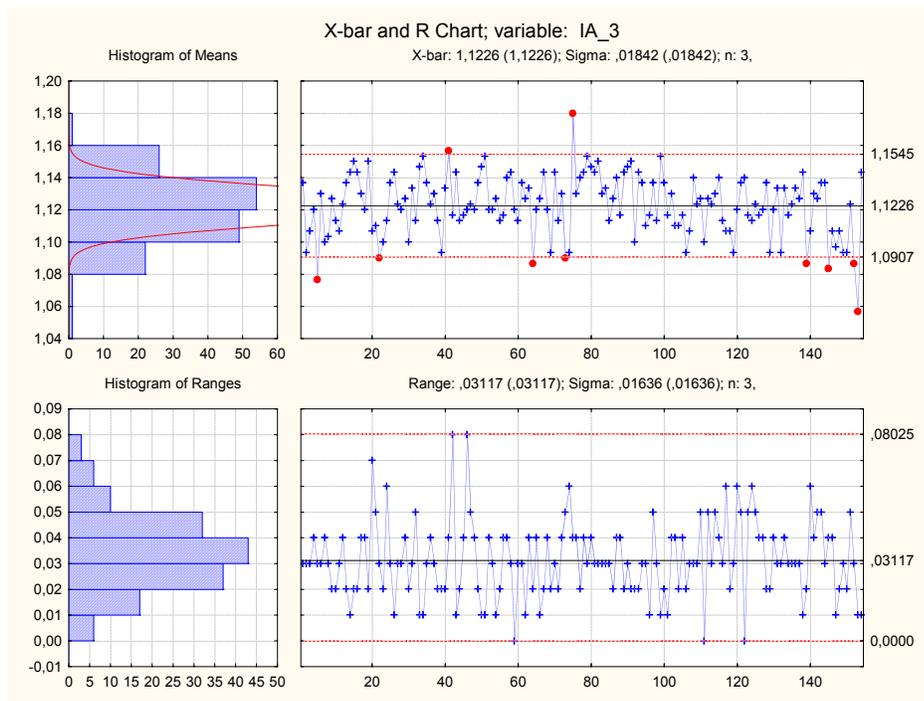 X-bar and R Chart; variable: IA_3
Histogram of Means
X-bar: 1,1226 (1,1226); Sigma: ,01842 (,01842); n: 3,
1,20
1,18
1,16
1,14
1,12
1,10
1,08
1,06
1,04
0 10 20 30 40 50 60
1,1545
1,1226
1,0907
20 40 60 80 100 120 140
Histogram of Ranges
Range: ,03117 (,03117); Sigma: ,01636 (,01636); n: 3,
0,09
0,08
0,07
0,06
0,05
0,04
0,03
0,02
0,01
0,00
-0,01
0 5 10 15 20 25 30 35 40 45 50
,08025
,03117
0,0000
20 40 60 80 100 120 140